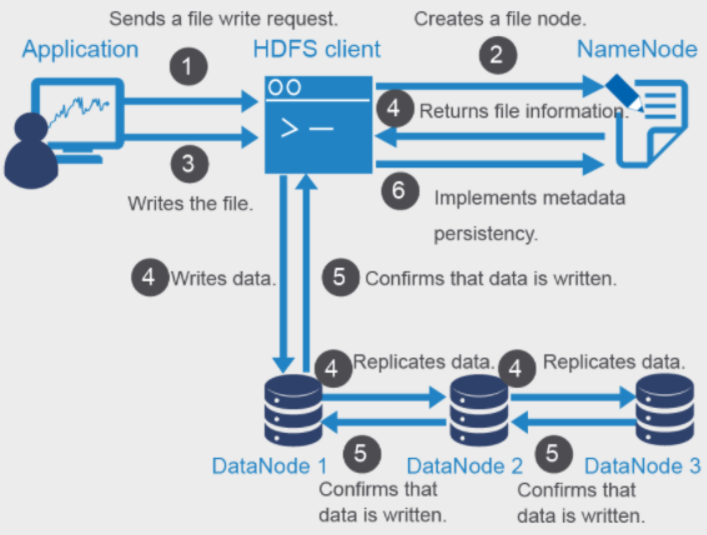 Sends a file write request.
Creates a file node.
Application
HDFS client
NameNode
1
2
4
Returns file information.
3
Writes the file.
6
Implements metadata
persistency.
4
Writes data.
5
Confirms that data is written.
4
Replicates data.
4
Replicates data.
DataNode 1
5
DataNode 2
5
DataNode 3
Confirms that
data is written.
Confirms that
data is written.